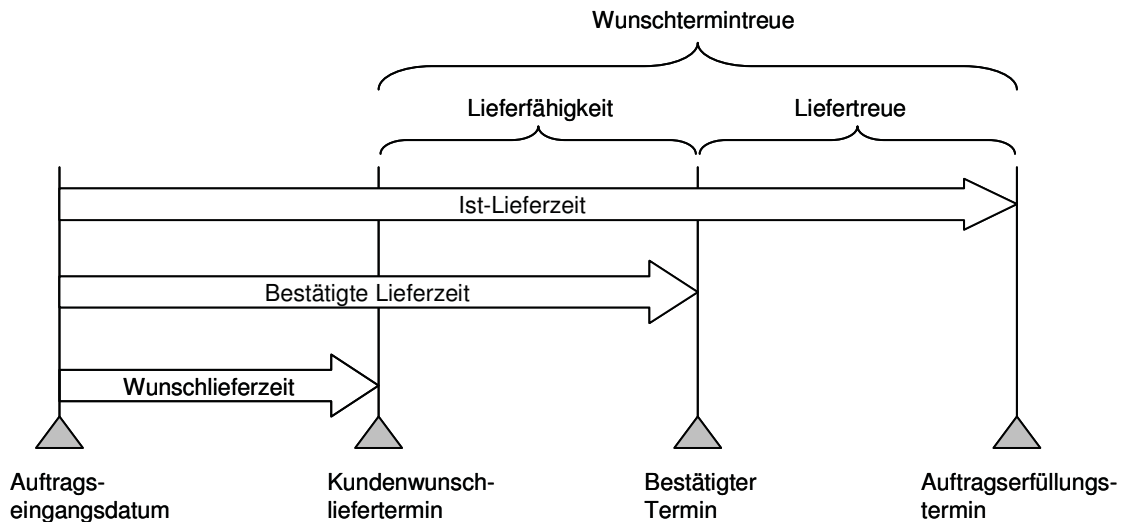 Wunschtermintreue
Lieferfähigkeit
Liefertreue
Ist-Lieferzeit
Bestätigte Lieferzeit
Wunschlieferzeit
Auftrags-
eingangsdatum
Kundenwunsch-
liefertermin
Bestätigter
Termin
Auftragserfüllungs-
termin